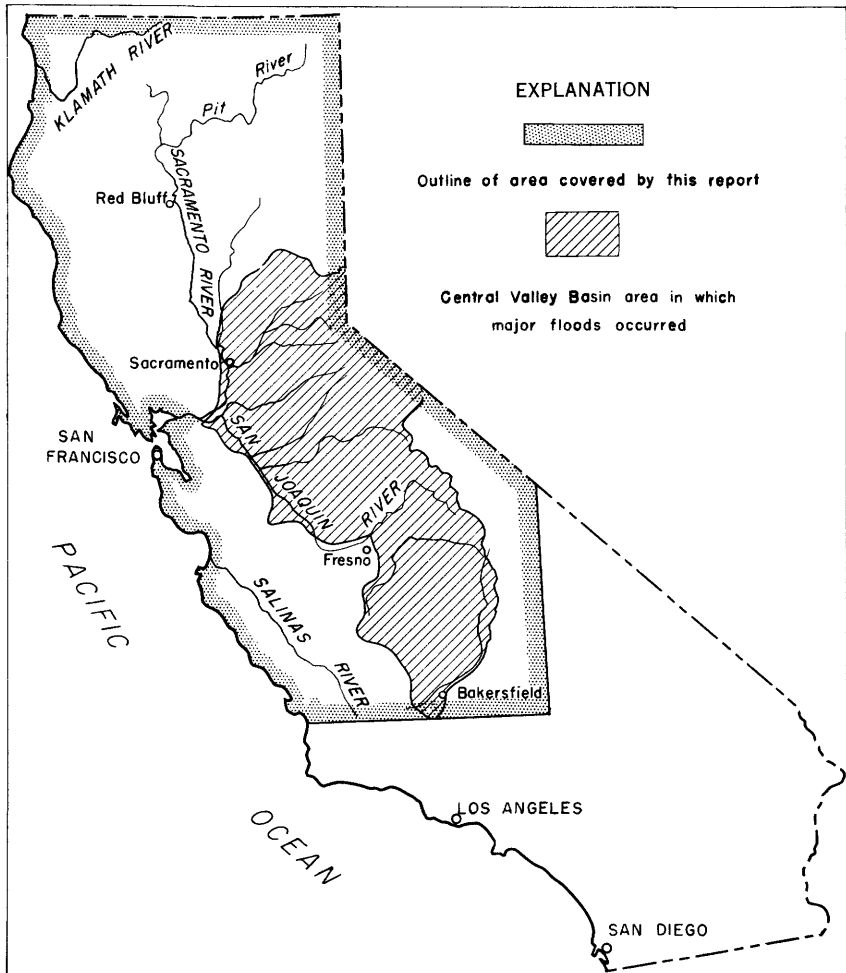 KLAMATH RIVER
Pit River
SACRAMENTO RIVER
Red Bluff
Sacramento
SAN FRANCISCO
SAN JOAQUIN RIVER
Fresno
SALINAS RIVER
Bakersfield
PACIFIC OCEAN
LOS ANGELES
SAN DIEGO
EXPLANATION
Outline of area covered by this report
Central Valley Basin area in which
major floods occurred